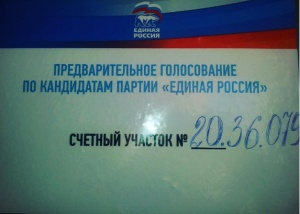 ЕДИНАЯ
РОССИЯ
ПРЕДВАРИТЕЛЬНОЕ ГОЛОСОВАНИЕ
ПО КАНДИДАТАМ ПАРТИИ «ЕДИНАЯ РОССИЯ»
СЧЕТНЫЙ УЧАСТОК № 20.36.079